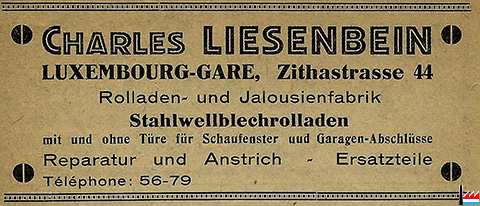 CHARLES LIESENBEIN
LUXEMBOURG-GARE, Zithastrasse 44
Rolladen- und Jalousienfabrik
Stahlwellblechrolladen
mit und ohne Türe für Schaufenster uud Garagen-Abschlüsse
Reparatur und Anstrich - Ersatzteile
Téléphone: 56-79